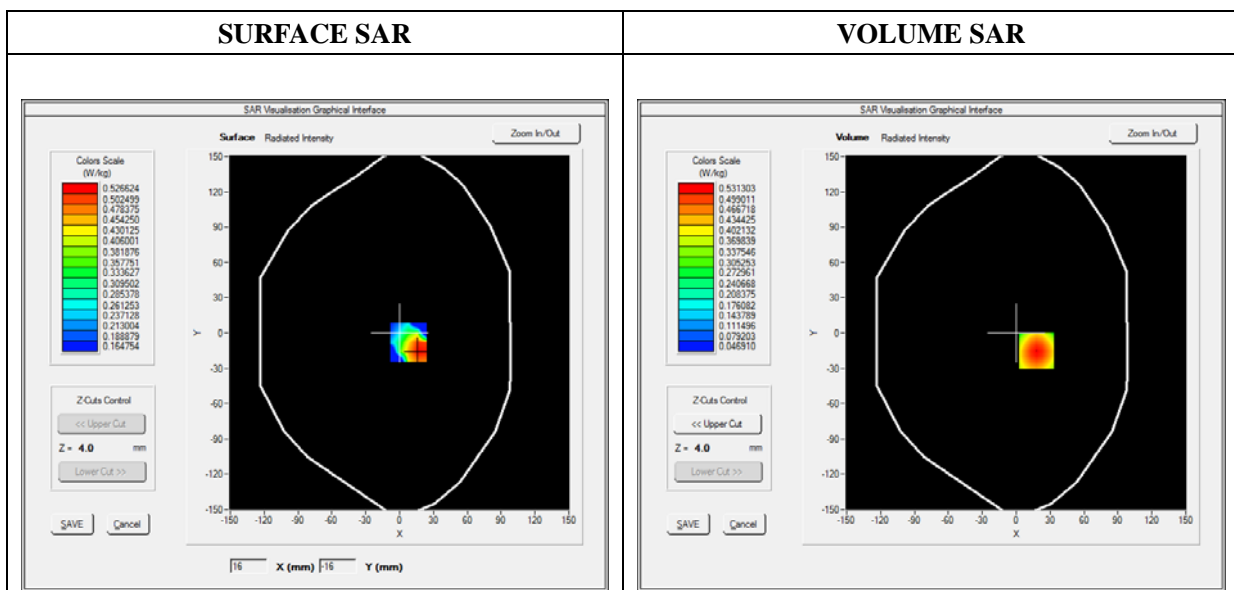 SURFACE SAR
VOLUME SAR
SAR Visualisation Graphical Interface
Surface Radiated Intensity
Zoom In/Out
Colors Scale
(W/kg)
0.526624
0.502499
0.478375
0.454250
0.430125
0.406001
0.381876
0.357751
0.333627
0.309502
0.285378
0.261253
0.237128
0.213004
0.188879
0.164754
Z-Cuts Control
<< Upper Cut
Z = 4.0 mm
Lower Cut >>
SAVE Cancel
150
120
90
60
30
0
-30
-60
-90
-120
-150
Y
-150 -120 -90 -60 -30 0 30 60 90 120 150
X
16 X (mm) -16 Y (mm)
SAR Visualisation Graphical Interface
Volume Radiated Intensity
Zoom In/Out
Colors Scale
(W/kg)
0.531303
0.499011
0.466718
0.434425
0.402132
0.369839
0.337546
0.305253
0.272961
0.240668
0.208375
0.176082
0.143789
0.111496
0.079203
0.046910
Z-Cuts Control
<< Upper Cut
Z = 4.0 mm
Lower Cut >>
SAVE Cancel
150
120
90
60
30
0
-30
-60
-90
-120
-150
Y
-150 -120 -90 -60 -30 0 30 60 90 120 150
X